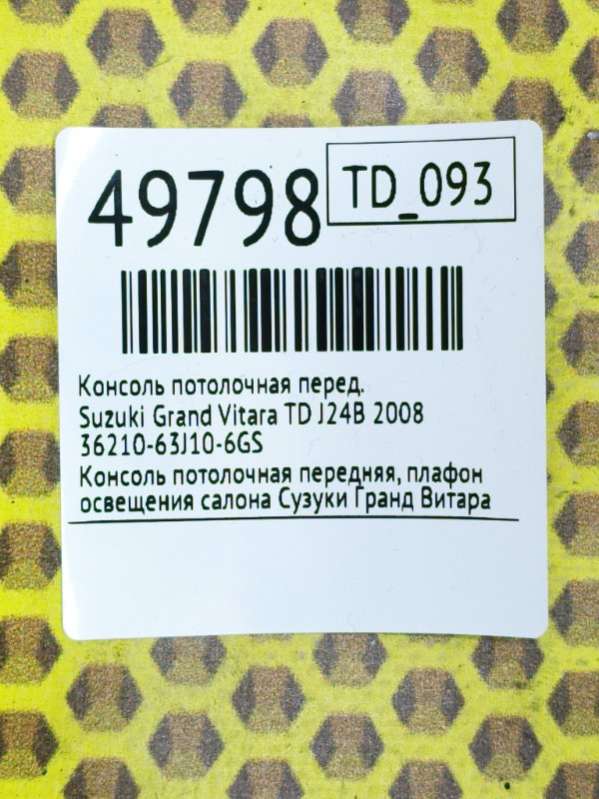 49798
TD_093
Консоль потолочная перед.
Suzuki Grand Vitara TD J24B 2008
36210-63J10-6GS
Консоль потолочная передняя, плафон
освещения салона Сузуки Гранд Витара